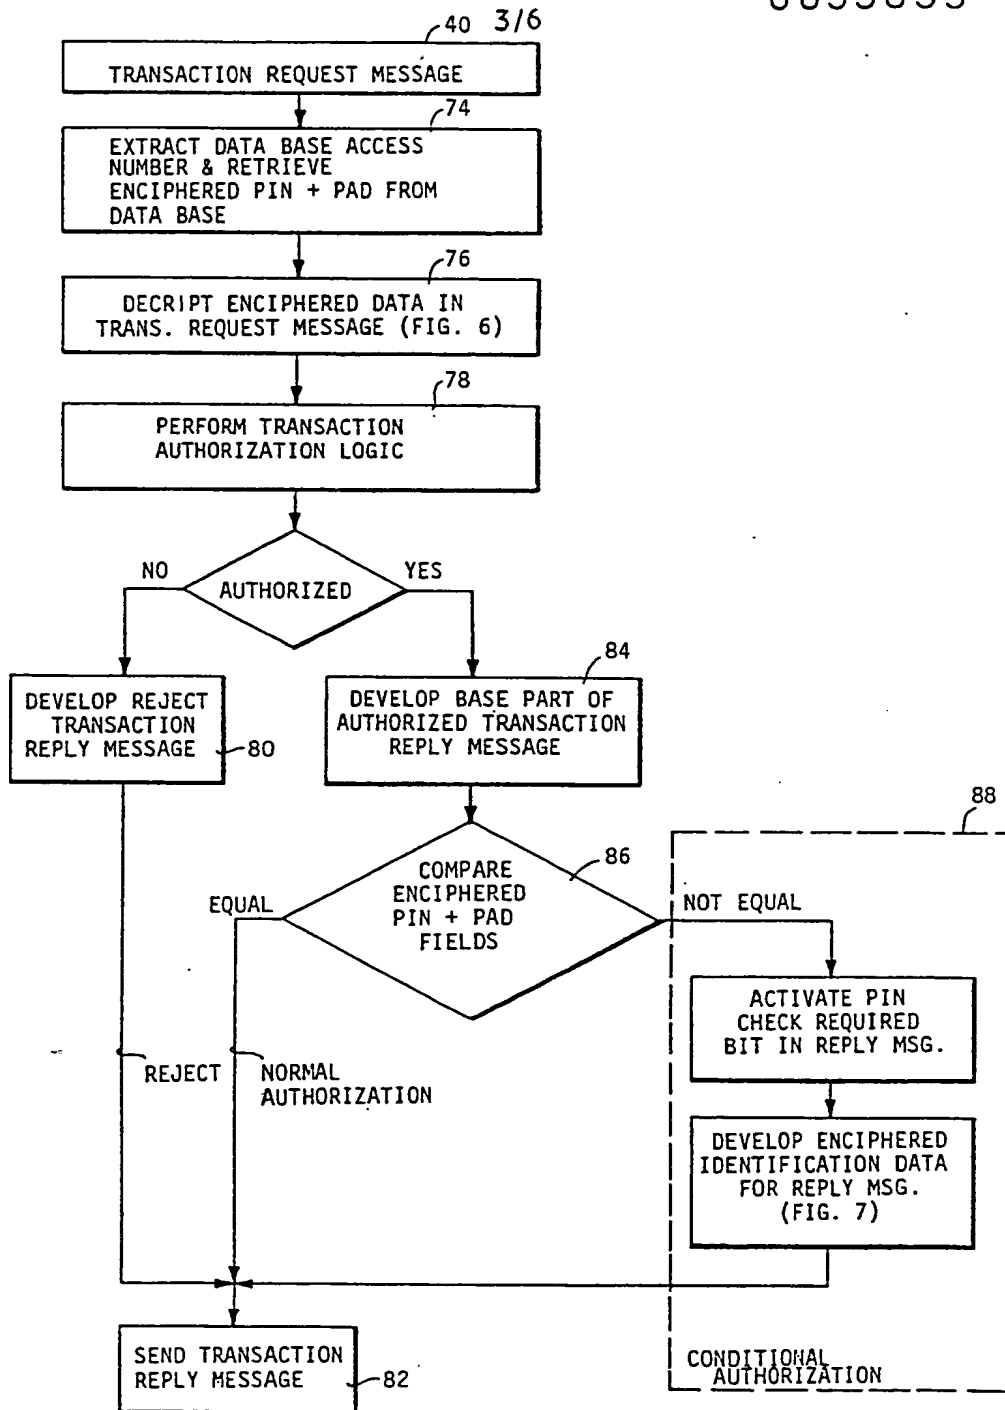 40 3/6
TRANSACTION REQUEST MESSAGE
74
EXTRACT DATA BASE ACCESS
NUMBER & RETRIEVE
ENCIPHERED PIN + PAD FROM
DATA BASE
76
DECRIPT ENCIPHERED DATA IN
TRANS. REQUEST MESSAGE (FIG. 6)
78
PERFORM TRANSACTION
AUTHORIZATION LOGIC
NO
AUTHORIZED
YES
DEVELOP REJECT
TRANSACTION
REPLY MESSAGE
80
84
DEVELOP BASE PART OF
AUTHORIZED TRANSACTION
REPLY MESSAGE
88
86
COMPARE
ENCIPHERED
PIN + PAD
FIELDS
EQUAL
NOT EQUAL
ACTIVATE PIN
CHECK REQUIRED
BIT IN REPLY MSG.
REJECT
NORMAL
AUTHORIZATION
DEVELOP ENCIPHERED
IDENTIFICATION DATA
FOR REPLY MSG.
(FIG. 7)
SEND TRANSACTION
REPLY MESSAGE
82
CONDITIONAL
AUTHORIZATION